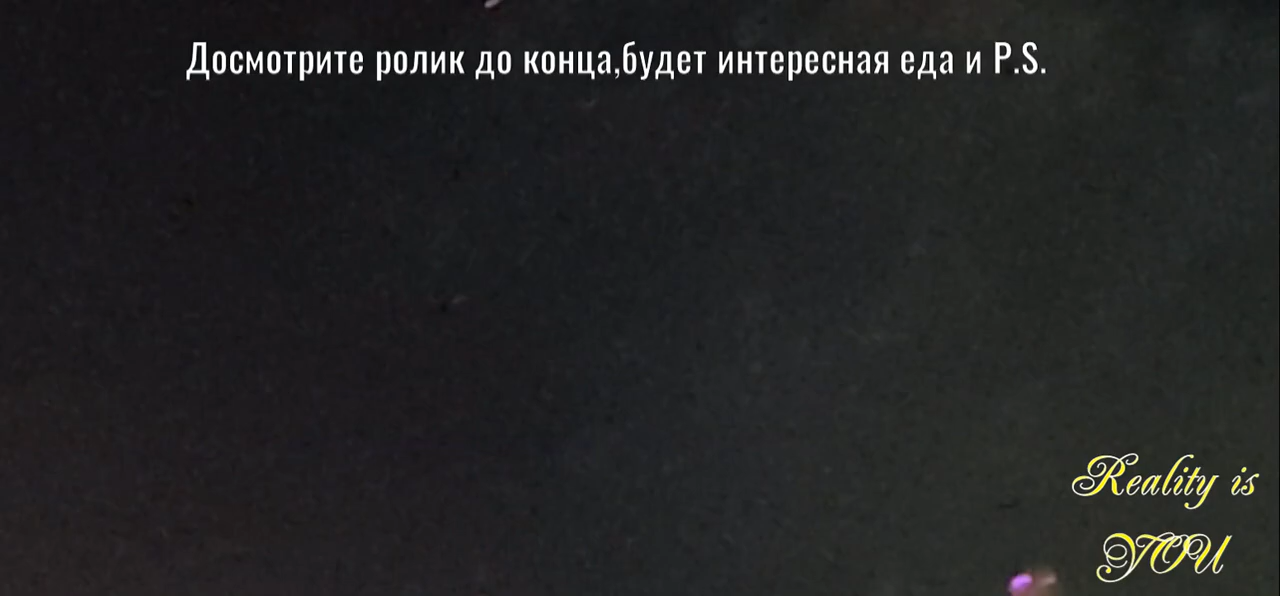 Досмотрите ролик до конца,будет интересная еда и P.S.
Reality is
YOU